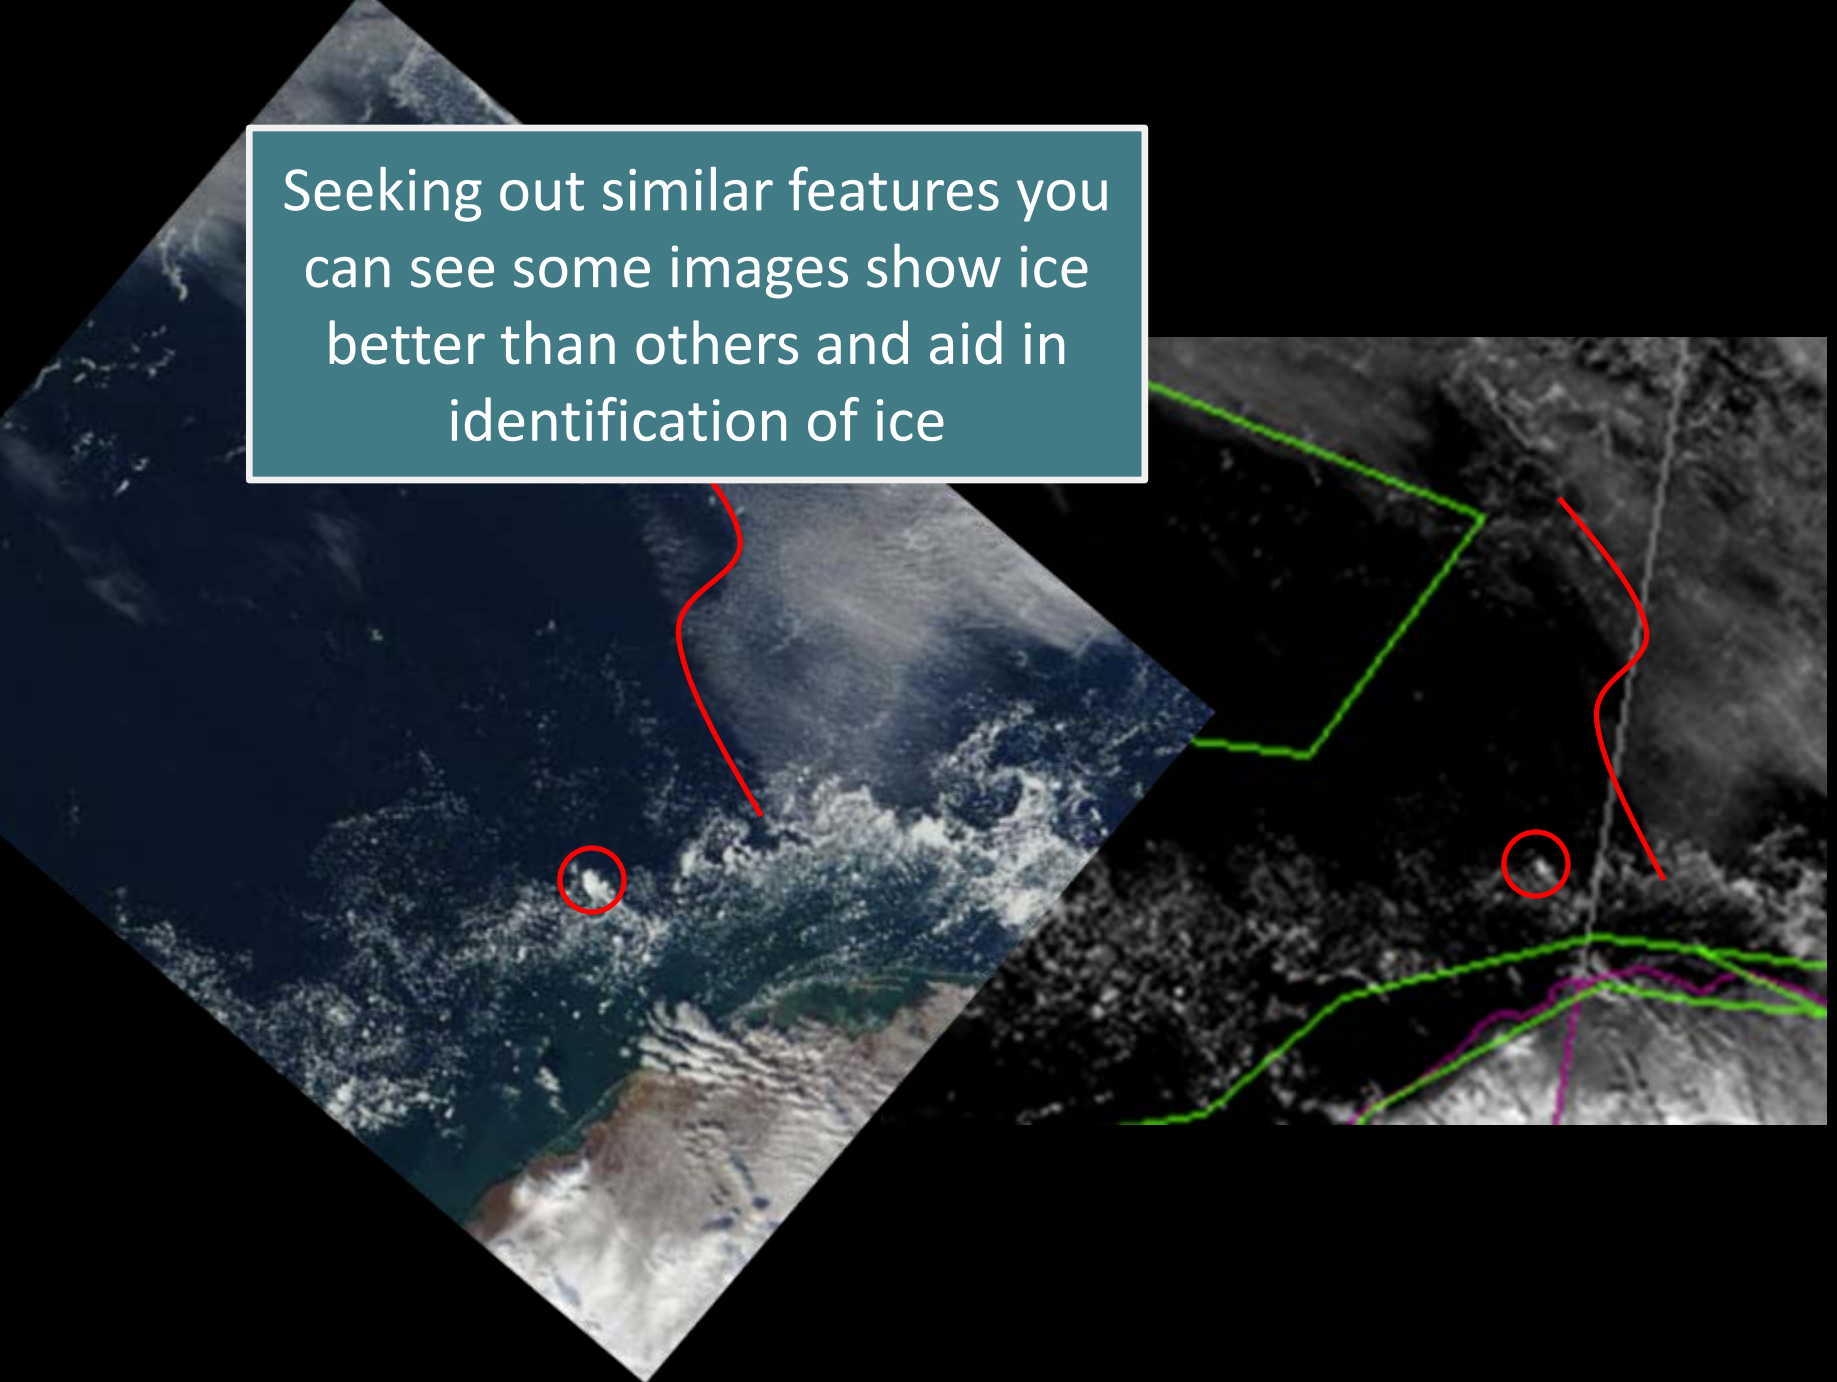 Seeking out similar features you
can see some images show ice
better than others and aid in
identification of ice